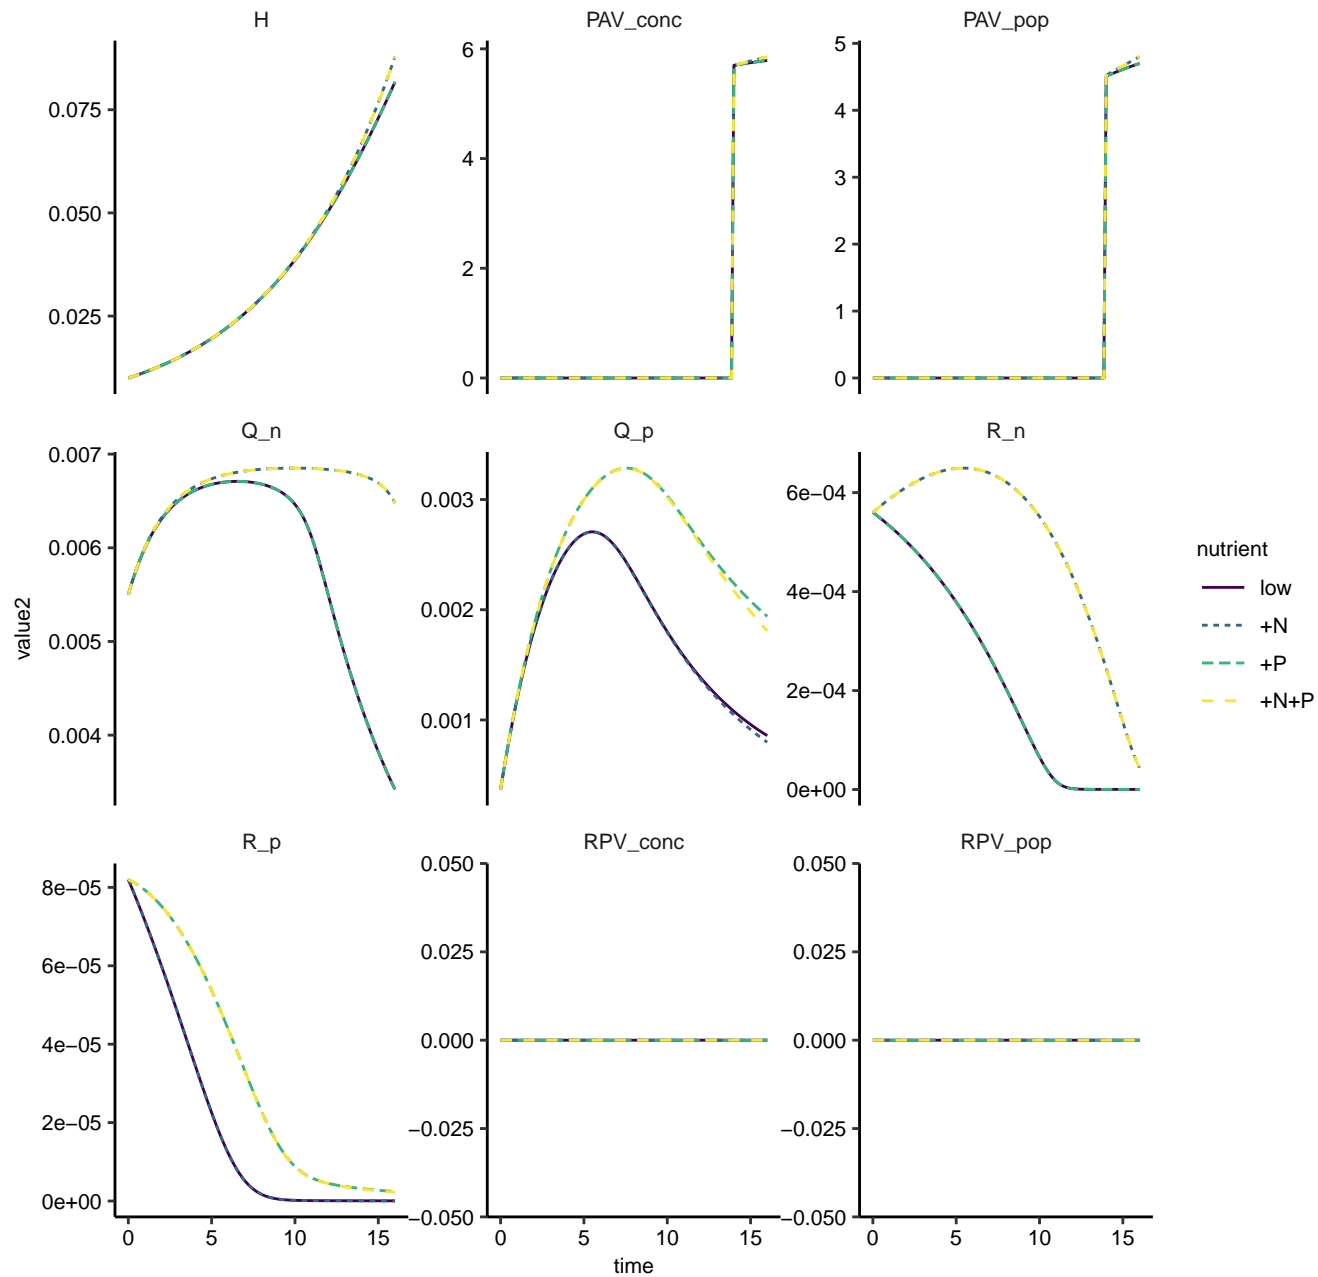 H
PAV_conc
PAV_pop
0.075
0.050
0.025
6
4
2
0
5
4
3
2
1
0
Q_n
Q_p
R_n
0.007
0.006
0.005
0.004
0.003
0.002
0.001
6e−04
4e−04
2e−04
0e+00
value2
nutrient
low
+N
+P
+N+P
R_p
RPV_conc
RPV_pop
8e−05
6e−05
4e−05
2e−05
0e+00
0.050
0.025
0.000
−0.025
−0.050
0.050
0.025
0.000
−0.025
−0.050
0 5 10 15
0 5 10 15
0 5 10 15
time